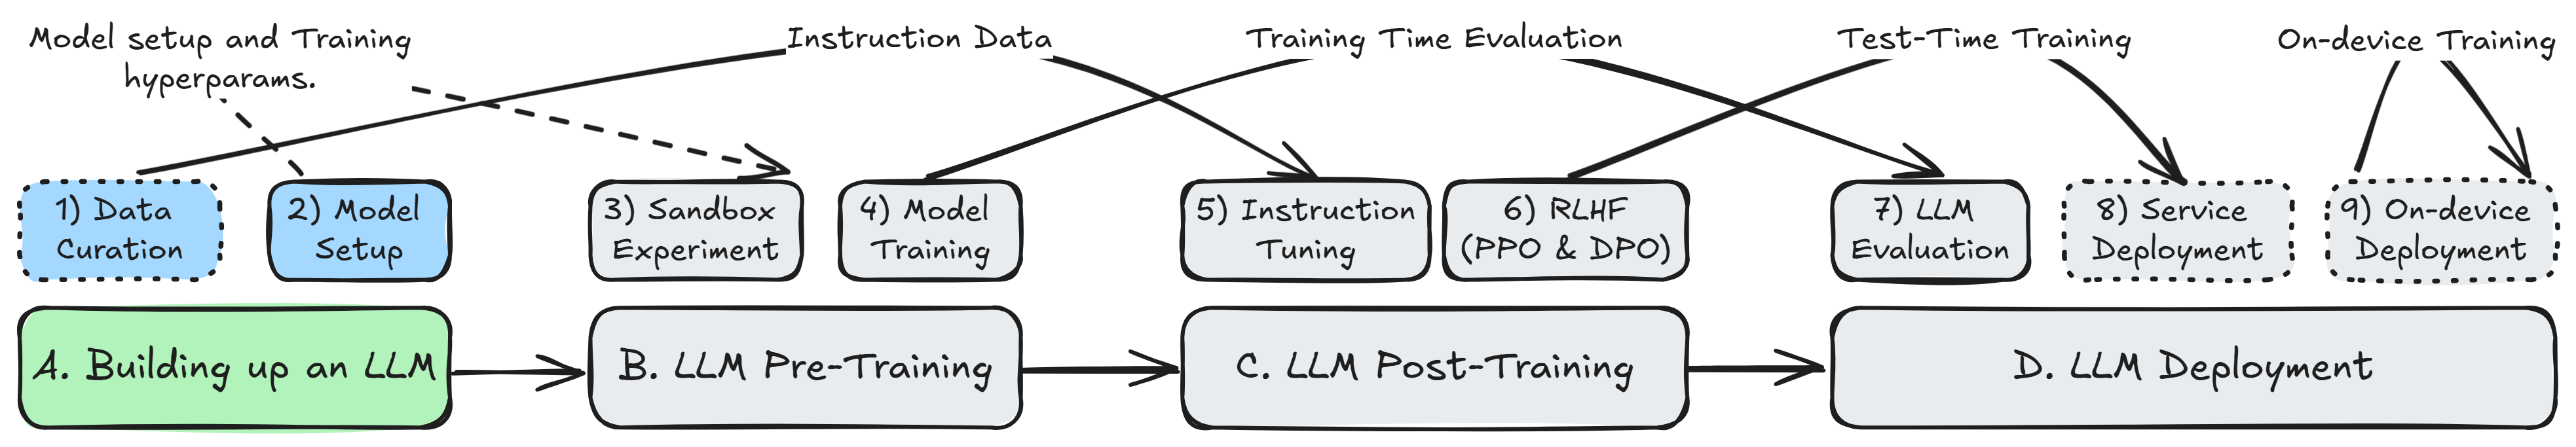 Model setup and Training
hyperparams.
Instruction Data
Training Time Evaluation
Test-Time Training
On-device Training
1) Data
Curation
2) Model
Setup
3) Sandbox
Experiment
4) Model
Training
5) Instruction
Tuning
6) RLHF
(PPO & DPO)
7) LLM
Evaluation
8) Service
Deployment
9) On-device
Deployment
A. Building up an LLM
B. LLM Pre-Training
C. LLM Post-Training
D. LLM Deployment